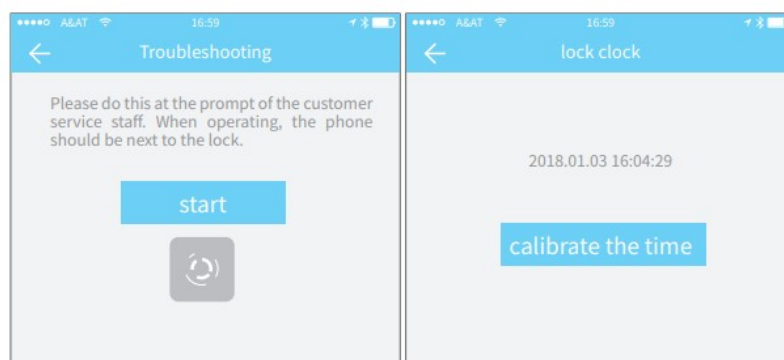 A&AT 16:59
Troubleshooting
Please do this at the prompt of the customer
service staff. When operating, the phone
should be next to the lock.
start
A&AT 16:59
lock clock
2018.01.03 16:04:29
calibrate the time